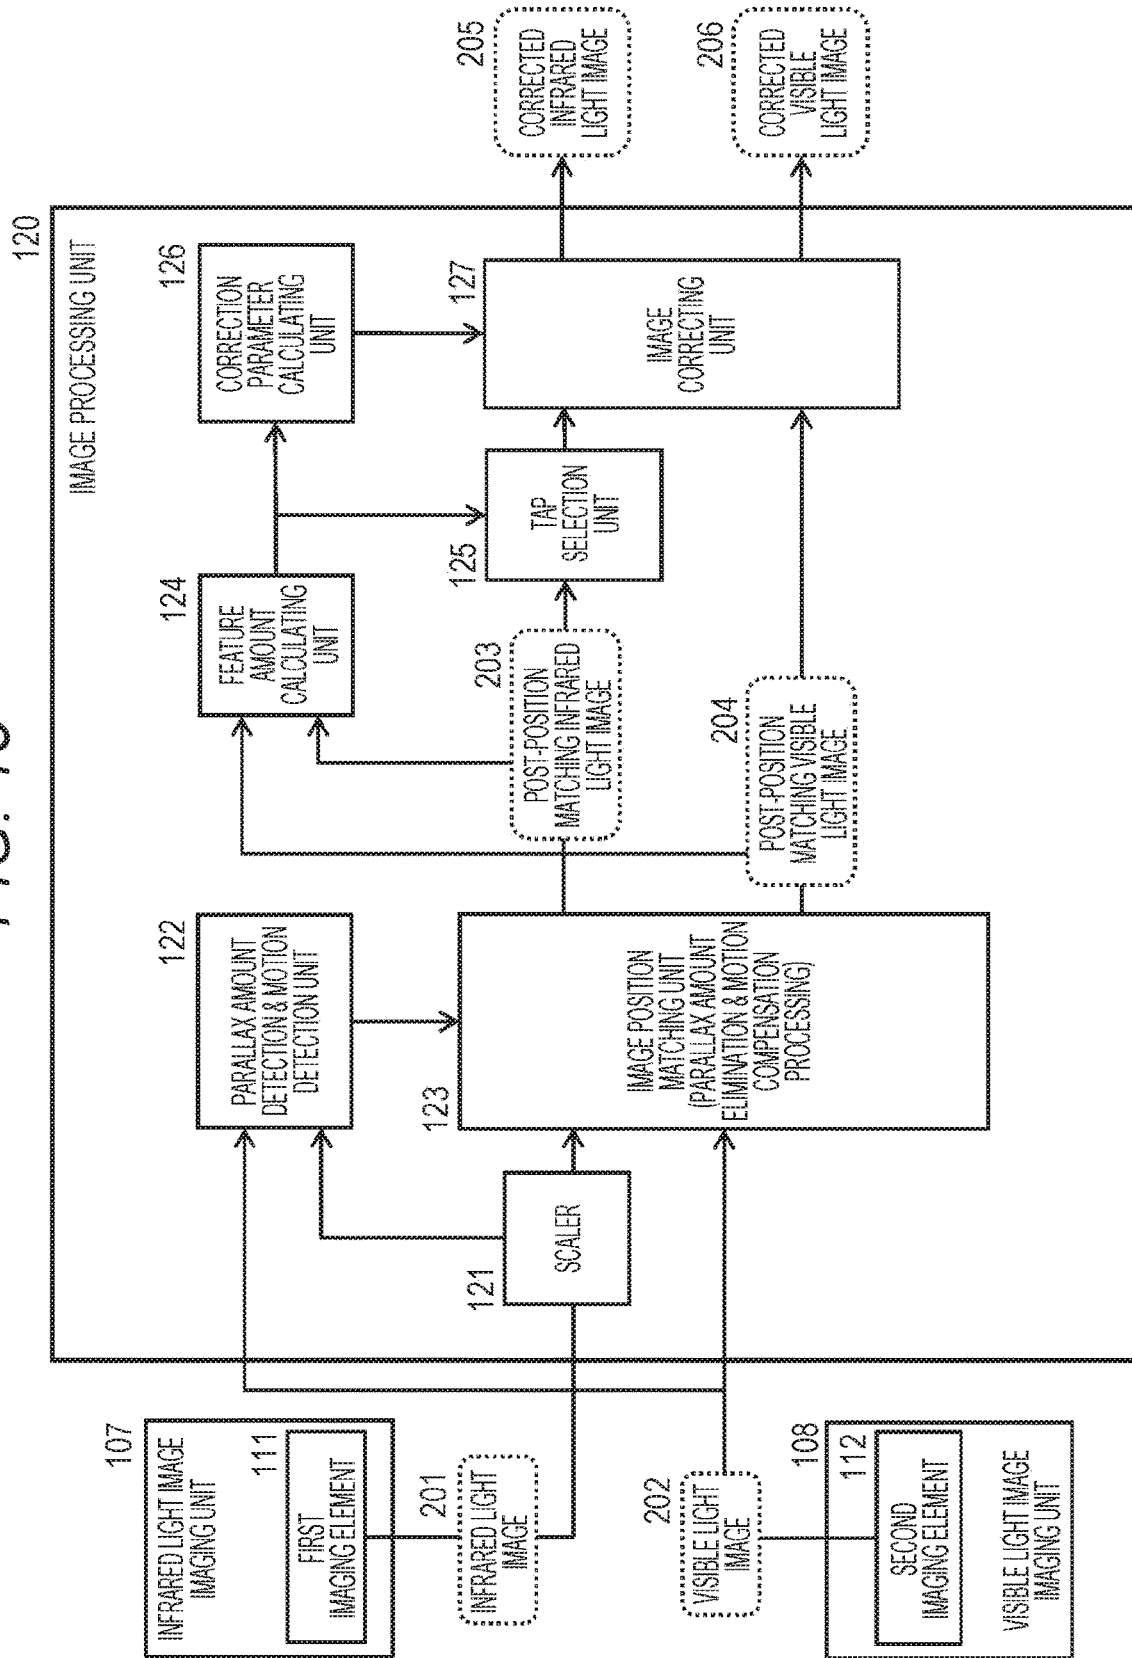 FIG.
120
IMAGE PROCESSING UNIT
107
INFRARED LIGHT IMAGE
IMAGING UNIT
111
FIRST
IMAGING ELEMENT
201
INFRARED LIGHT
IMAGE
202
VISIBLE LIGHT
IMAGE
108
112
SECOND
IMAGING ELEMENT
VISIBLE LIGHT IMAGE
IMAGING UNIT
121
SCALER
122
PARALLAX AMOUNT
DETECTION & MOTION
DETECTION UNIT
123
IMAGE POSITION
MATCHING UNIT
(PARALLAX AMOUNT
ELIMINATION & MOTION
COMPENSATION
PROCESSING)
203
POST-POSITION
MATCHING INFRARED
LIGHT IMAGE
204
POST-POSITION
MATCHING VISIBLE
LIGHT IMAGE
124
FEATURE
AMOUNT
CALCULATING
UNIT
125
TAP
SELECTION
UNIT
126
CORRECTION
PARAMETER
CALCULATING
UNIT
127
IMAGE
CORRECTING
UNIT
205
CORRECTED
INFRARED
LIGHT IMAGE
206
CORRECTED
VISIBLE
LIGHT IMAGE